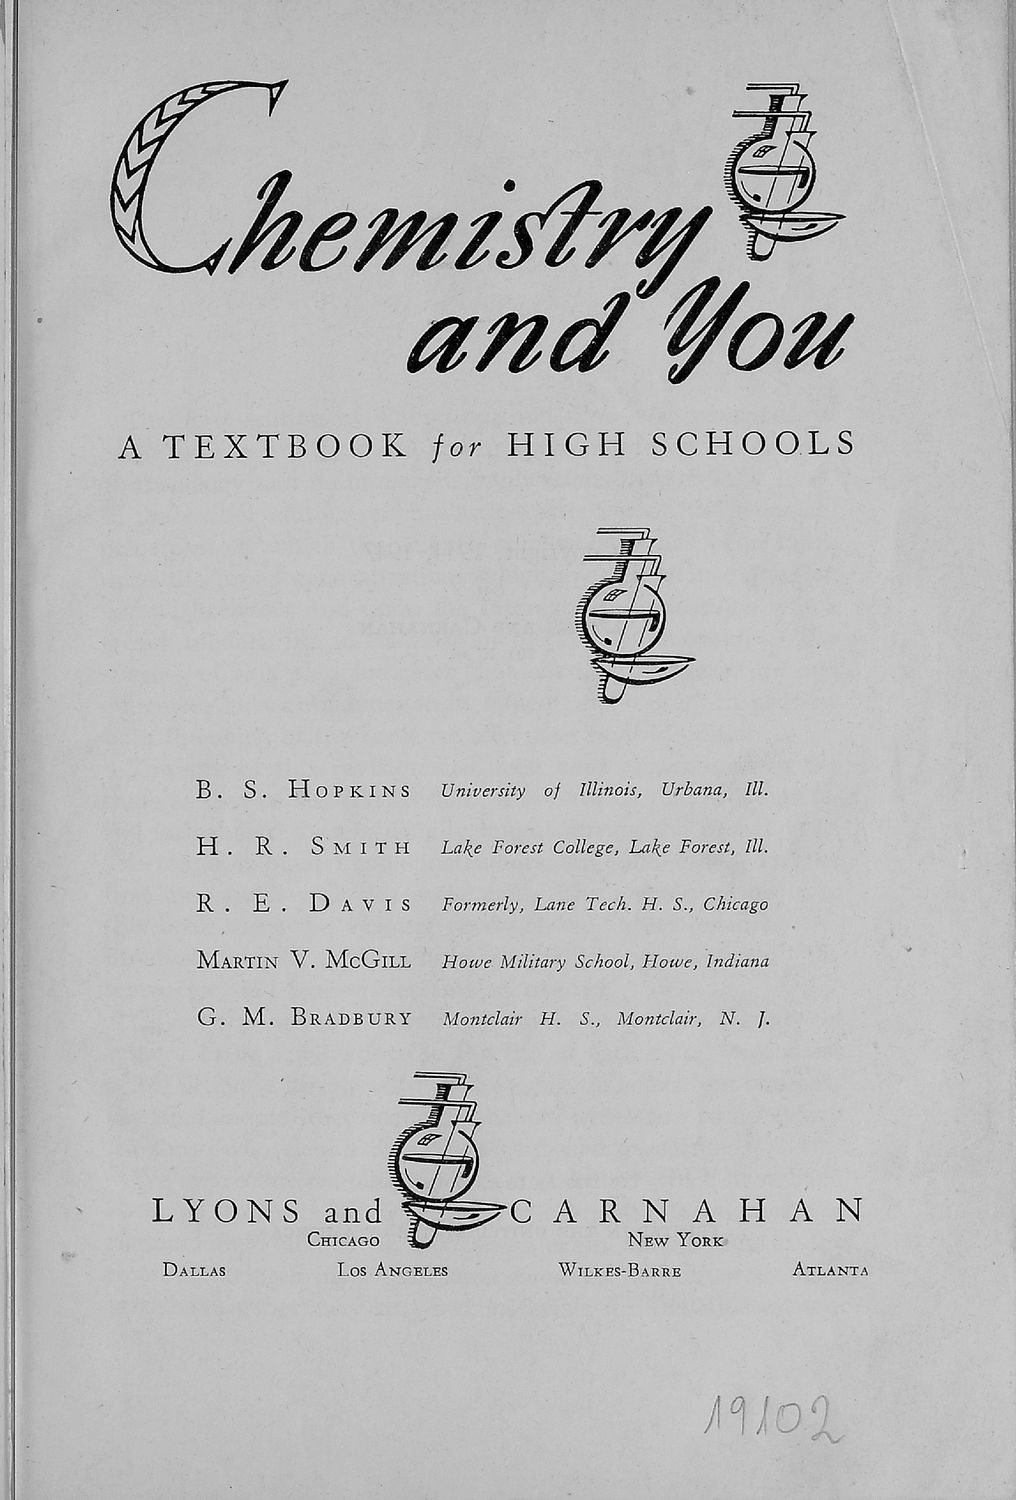 Chemistry
and You
A TEXTBOOK for HIGH SCHOOLS
B. S. HOPKINS University of Illinois, Urbana, Ill.
H. R. SMITH Lake Forest College, Lake Forest, Ill.
R. E. DAVIS Formerly, Lane Tech. H. S., Chicago
MARTIN V. MCGILL Howe Military School, Howe, Indiana
G. M. BRADBURY Montclair H. S., Montclair, N. J.
LYONS and CARNAHAN
CHICAGO NEW YORK
DALLAS LOS ANGELES WILKES-BARRE ATLANTA
19102